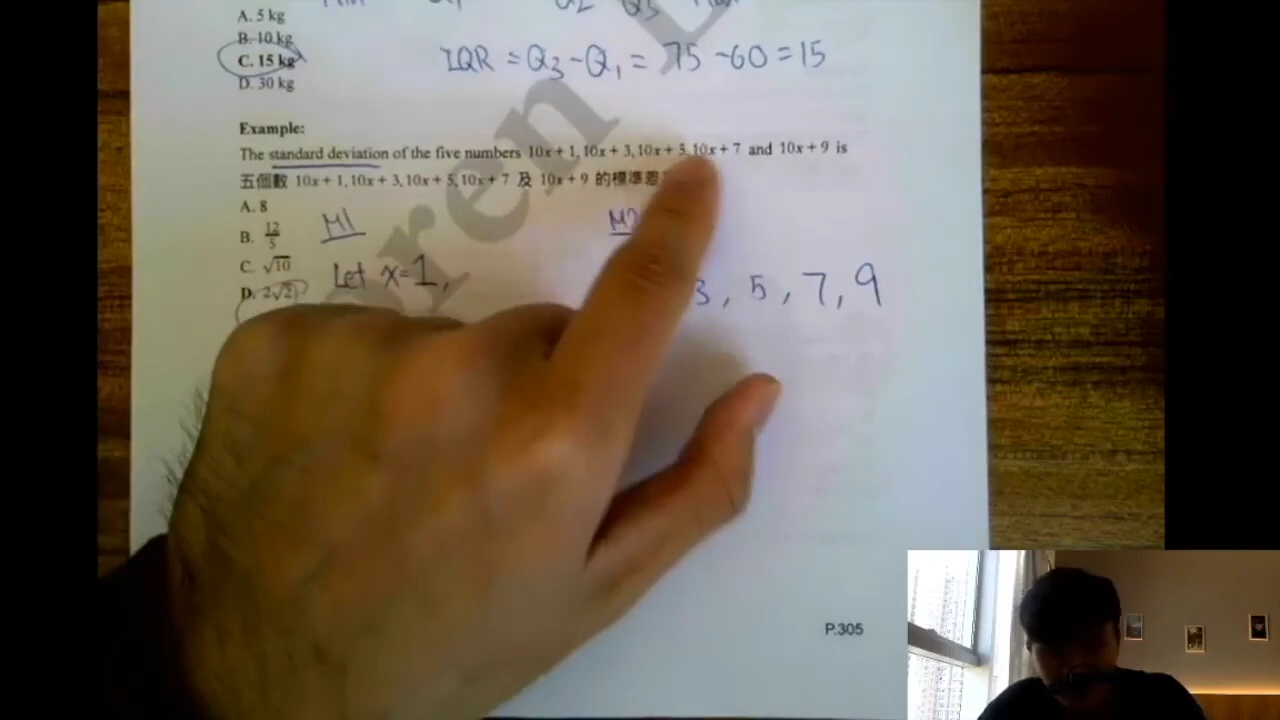 A. 5 kg
B. 10 kg
C. 15 kg
D. 30 kg
IQR = Q3 - Q1 = 75 - 60 = 15
Example:
The standard deviation of the five numbers 10x + 1, 10x + 3, 10x + 5, 10x + 7 and 10x + 9 is
五個數 10x + 1, 10x + 3, 10x + 5, 10x + 7 及 10x + 9 的標準差
A. 8
B. 12/5
C. √10
D. 2√2
M1
Let x = 1,
M2
3, 5, 7, 9
P.305